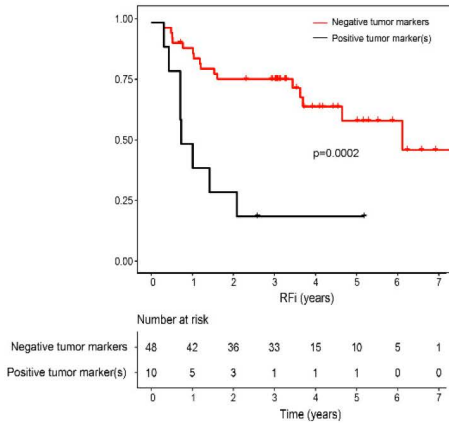 1.00
Negative tumor markers
Positive tumor marker(s)
0.75
0.50
p=0.0002
0.25
0.00
0 1 2 3 4 5 6 7
RFi (years)
Number at risk
Negative tumor markers 48 42 36 33 15 10 5 1
Positive tumor marker(s) 10 5 3 1 1 1 0 0
0 1 2 3 4 5 6 7
Time (years)